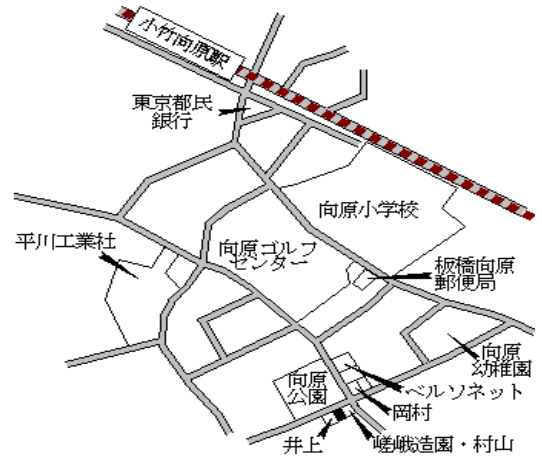 小竹向原駅
東京都民
銀行
向原小学校
平川工業社
向原ゴルフ
センター
板橋向原
郵便局
向原
幼稚園
向原
公園
ベルソネット
岡村
井上
嵯峨造園・村山